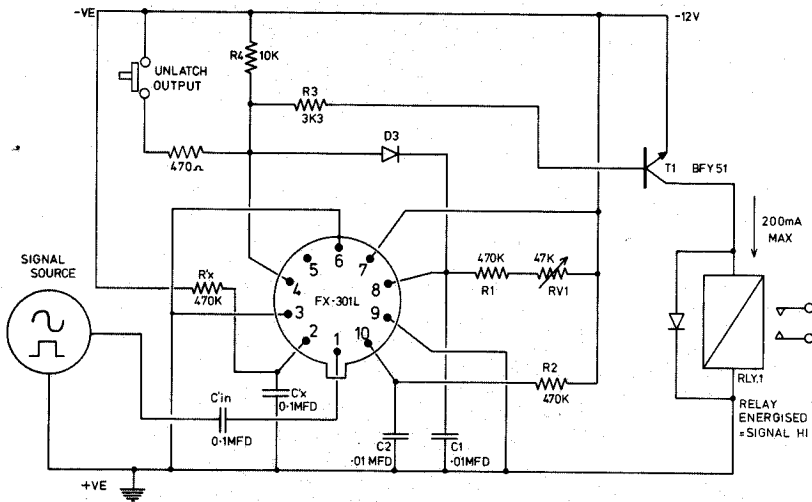 -VE
-12V
R4
10K
UNLATCH
OUTPUT
R3
3K3
D3
T1
BFY 51
470Ω
200mA
MAX
SIGNAL
SOURCE
R'x
470K
5
6
7
4
8
3
FX-301L
9
2
1
10
470K
R1
47K
RV1
C'in
0·1MFD
C'x
0·1MFD
R2
470K
C2
·01MFD
C1
·01MFD
RLY.1
RELAY
ENERGISED
=SIGNAL HI
+VE